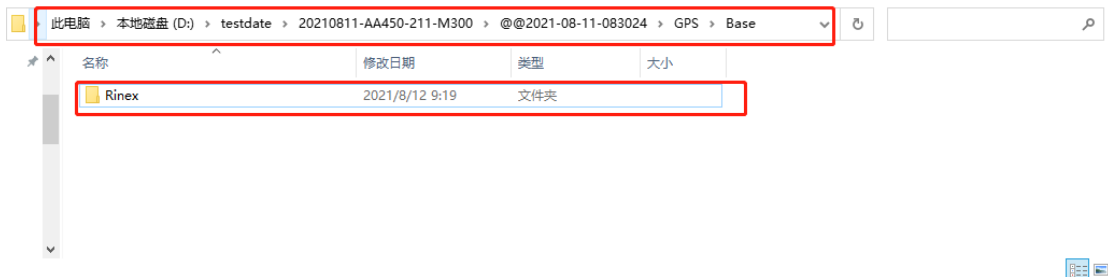 此电脑 › 本地磁盘 (D:) › testdate › 20210811-AA450-211-M300 › @@2021-08-11-083024 › GPS › Base
名称 修改日期 类型 大小
Rinex 2021/8/12 9:19 文件夹